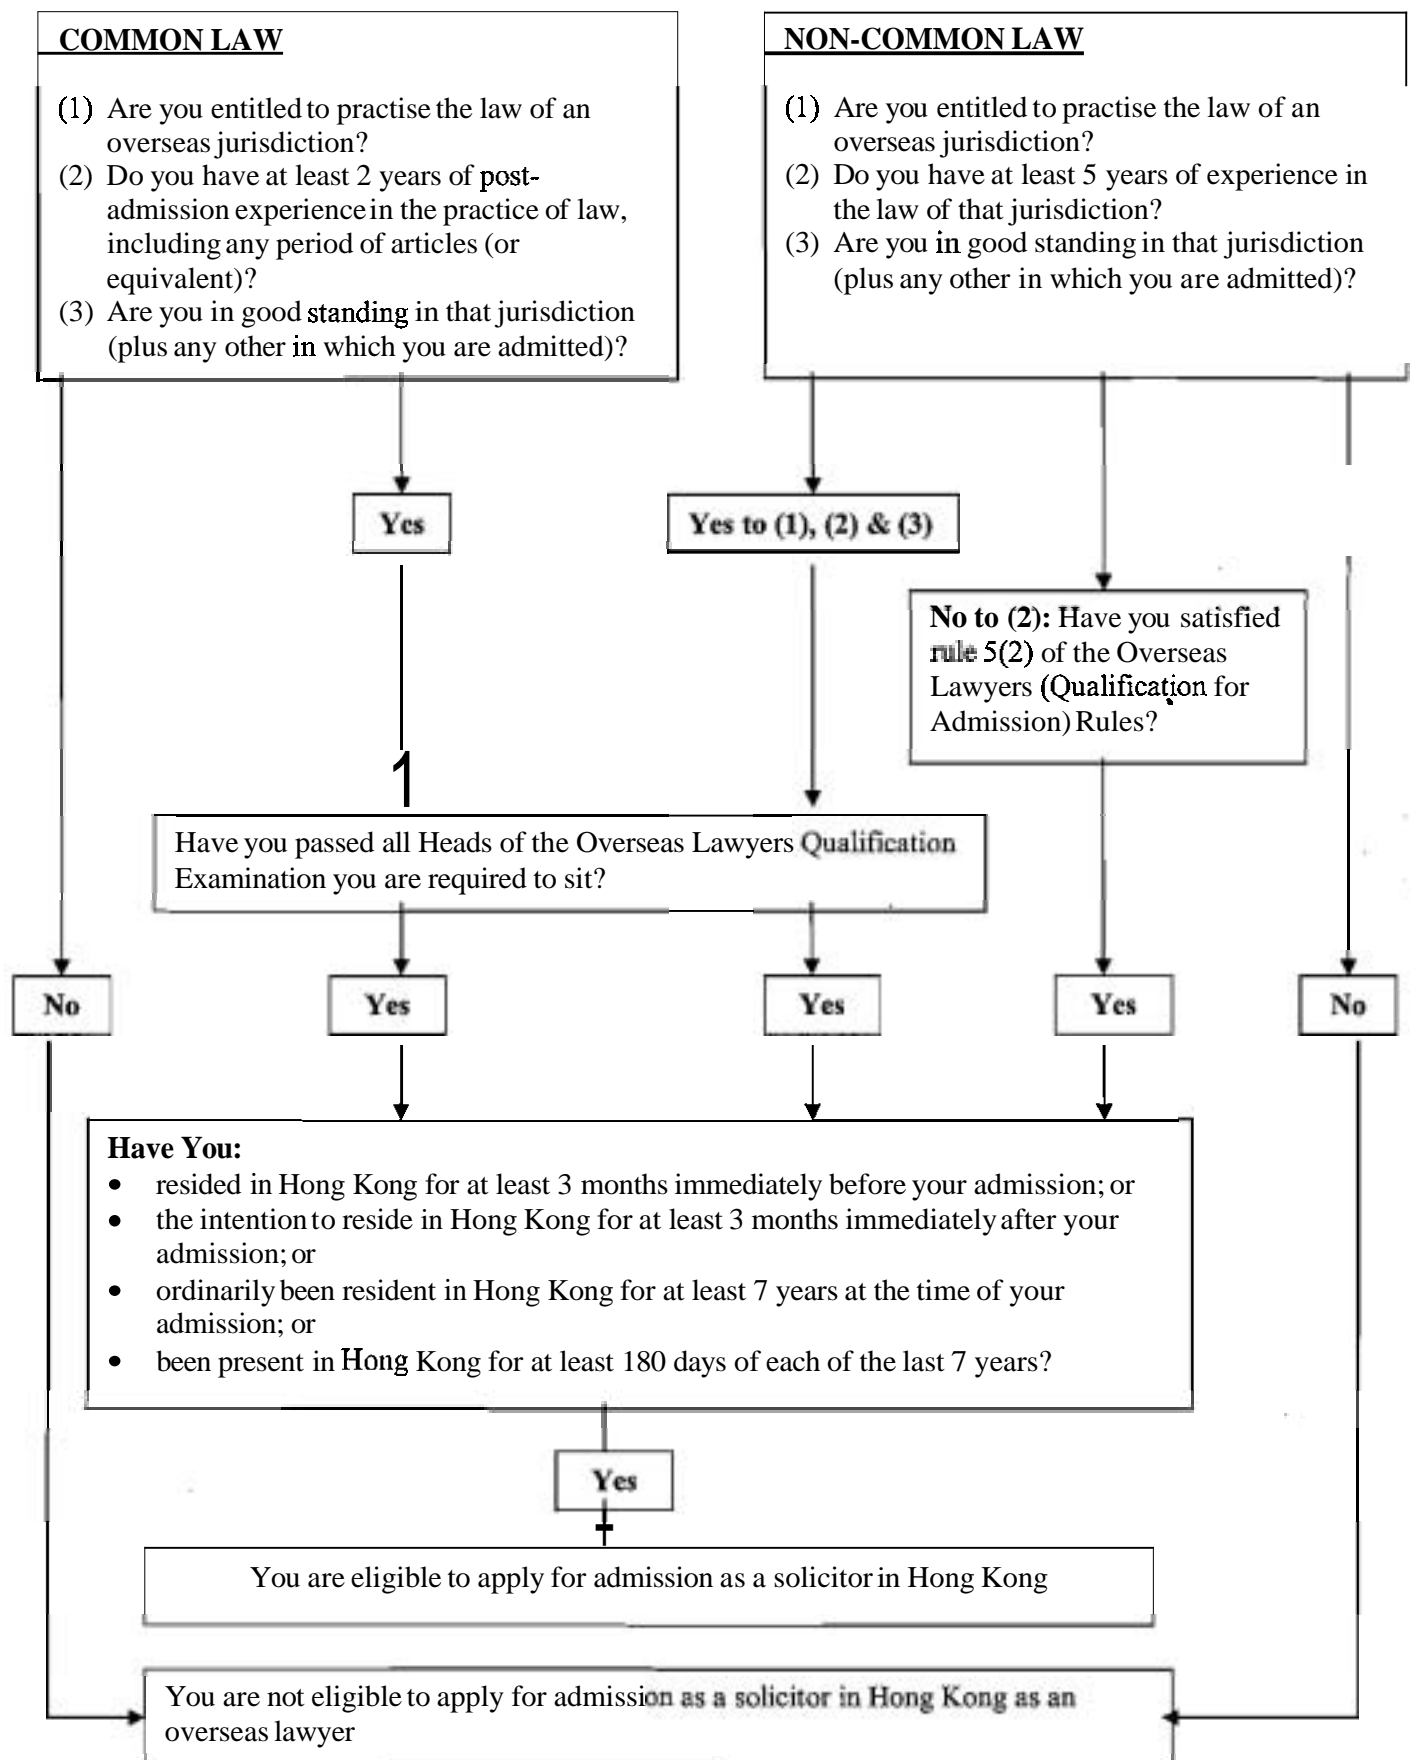 COMMON LAW
(1) Are you entitled to practise the law of an
overseas jurisdiction?
(2) Do you have at least 2 years of post-
admission experience in the practice of law,
including any period of articles (or
equivalent)?
(3) Are you in good standing in that jurisdiction
(plus any other in which you are admitted)?
NON-COMMON LAW
(1) Are you entitled to practise the law of an
overseas jurisdiction?
(2) Do you have at least 5 years of experience in
the law of that jurisdiction?
(3) Are you in good standing in that jurisdiction
(plus any other in which you are admitted)?
Yes
Yes to (1), (2) & (3)
No to (2): Have you satisfied
rule 5(2) of the Overseas
Lawyers (Qualification for
Admission) Rules?
1
Have you passed all Heads of the Overseas Lawyers Qualification
Examination you are required to sit?
No
Yes
Yes
Yes
No
Have You:
• resided in Hong Kong for at least 3 months immediately before your admission; or
• the intention to reside in Hong Kong for at least 3 months immediately after your
admission; or
• ordinarily been resident in Hong Kong for at least 7 years at the time of your
admission; or
• been present in Hong Kong for at least 180 days of each of the last 7 years?
Yes
You are eligible to apply for admission as a solicitor in Hong Kong
You are not eligible to apply for admission as a solicitor in Hong Kong as an
overseas lawyer